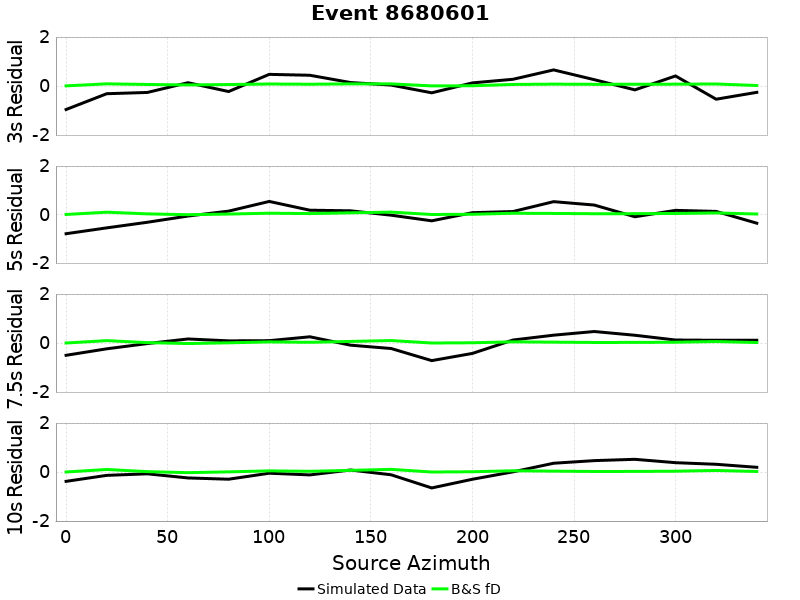 Event 8680601
3s Residual
2
0
-2
5s Residual
2
0
-2
7.5s Residual
2
0
-2
10s Residual
2
0
-2
0 50 100 150 200 250 300
Source Azimuth
Simulated Data B&S fD